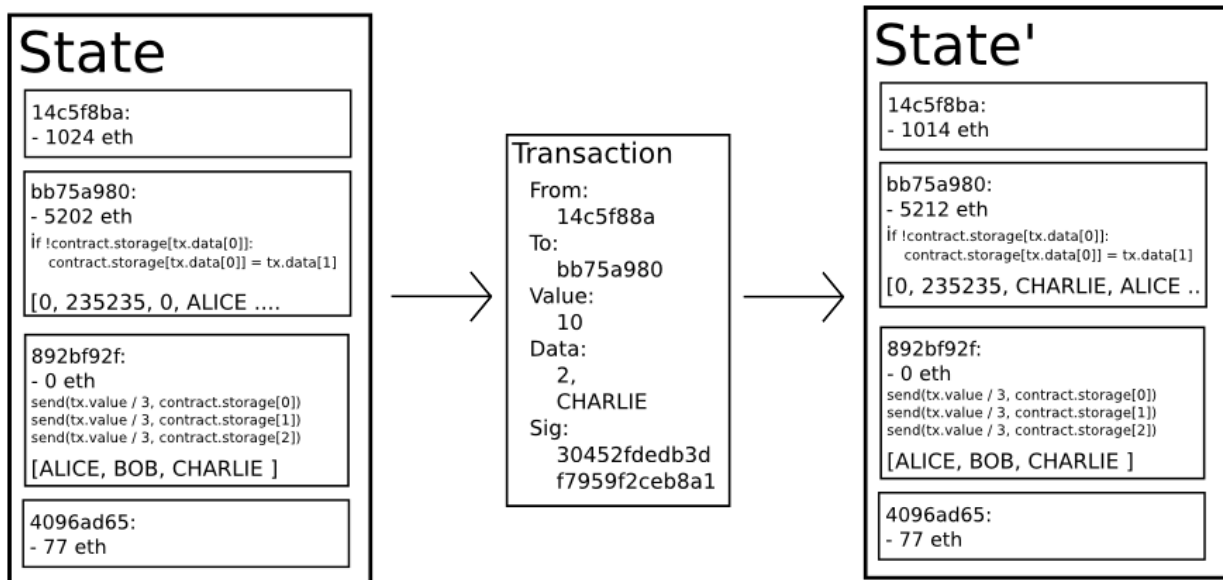 State
14c5f8ba:
- 1024 eth
bb75a980:
- 5202 eth
if !contract.storage[tx.data[0]]:
contract.storage[tx.data[0]] = tx.data[1]
[0, 235235, 0, ALICE ....
892bf92f:
- 0 eth
send(tx.value / 3, contract.storage[0])
send(tx.value / 3, contract.storage[1])
send(tx.value / 3, contract.storage[2])
[ALICE, BOB, CHARLIE ]
4096ad65:
- 77 eth
Transaction
From:
14c5f88a
To:
bb75a980
Value:
10
Data:
2,
CHARLIE
Sig:
30452fdedb3d
f7959f2ceb8a1
State'
14c5f8ba:
- 1014 eth
bb75a980:
- 5212 eth
if !contract.storage[tx.data[0]]:
contract.storage[tx.data[0]] = tx.data[1]
[0, 235235, CHARLIE, ALICE ..
892bf92f:
- 0 eth
send(tx.value / 3, contract.storage[0])
send(tx.value / 3, contract.storage[1])
send(tx.value / 3, contract.storage[2])
[ALICE, BOB, CHARLIE ]
4096ad65:
- 77 eth